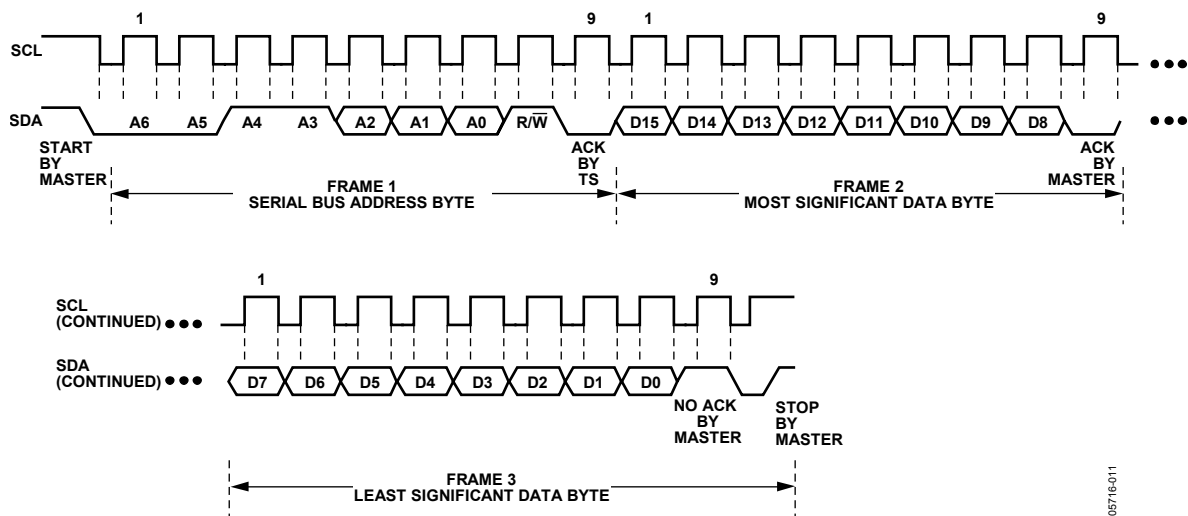 1 9 1 9
SCL
SDA A6 A5 A4 A3 A2 A1 A0 R/W̅ D15 D14 D13 D12 D11 D10 D9 D8
START
BY
MASTER
ACK
BY
TS
ACK
BY
MASTER
FRAME 1
SERIAL BUS ADDRESS BYTE
FRAME 2
MOST SIGNIFICANT DATA BYTE
1 9
SCL
(CONTINUED)
SDA
(CONTINUED)
D7 D6 D5 D4 D3 D2 D1 D0
NO ACK
BY
MASTER
STOP
BY
MASTER
FRAME 3
LEAST SIGNIFICANT DATA BYTE
05716-011